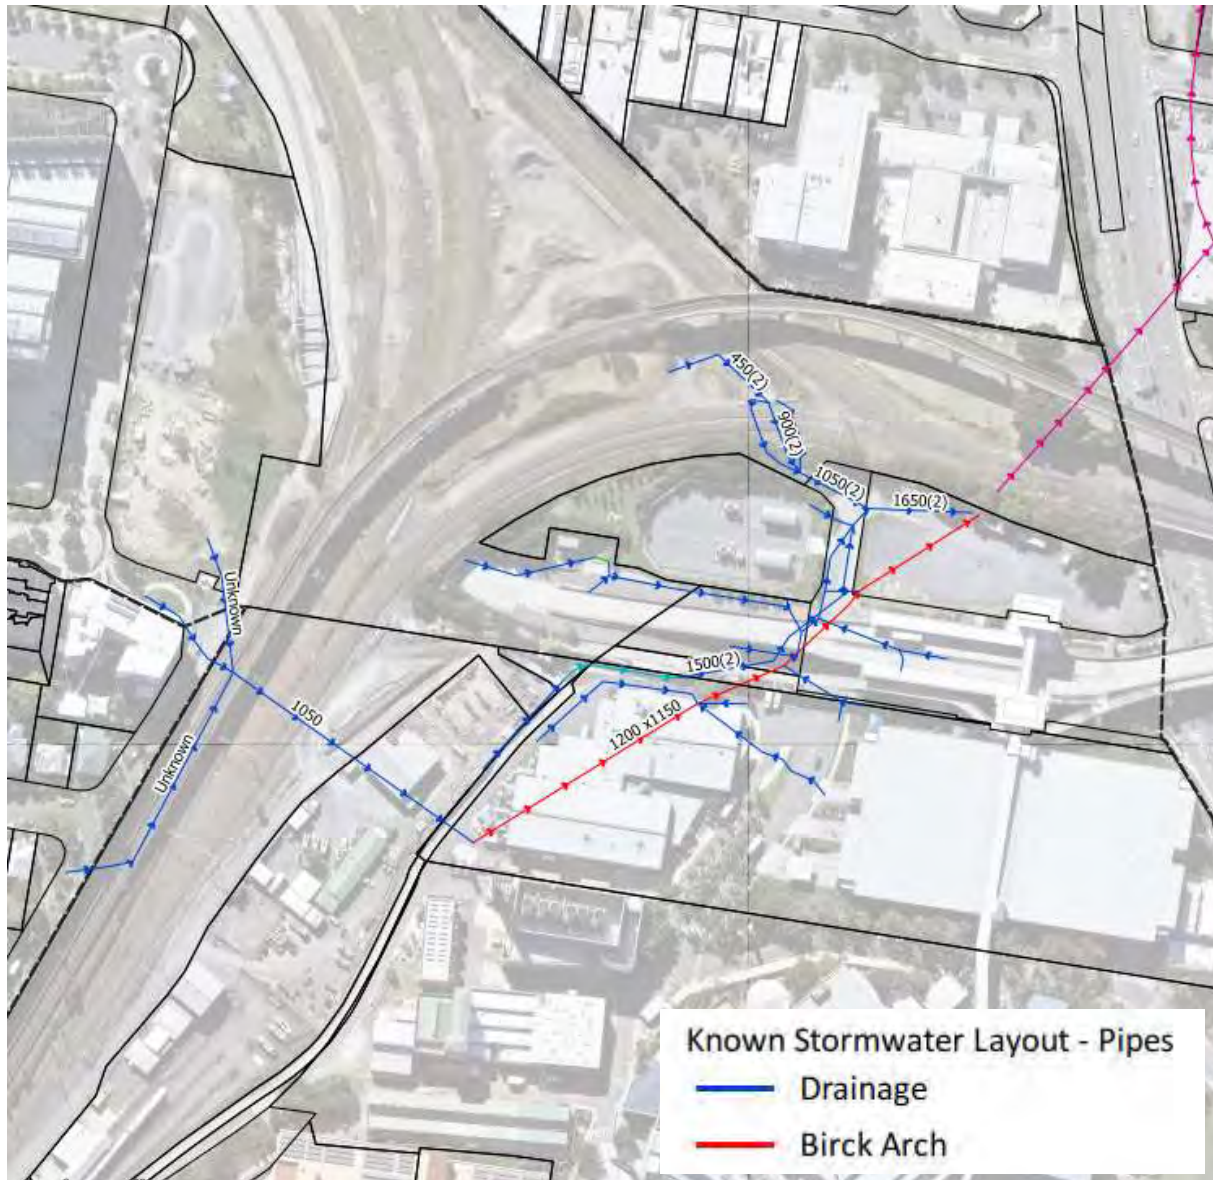 450(2)
900(2)
1050(2)
1650(2)
Unknown
1500(2)
1050
1200 x1150
Unknown
Known Stormwater Layout - Pipes
Drainage
Birck Arch